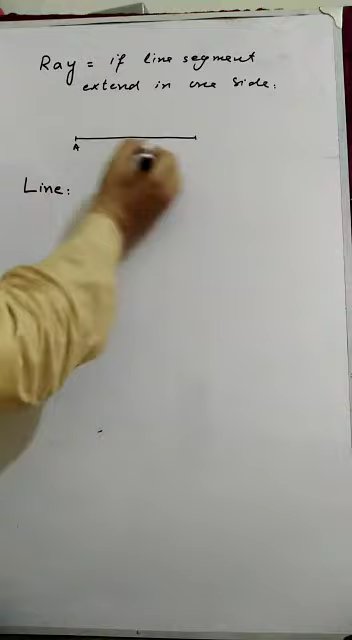 Ray = if line segment
extend in one side.
A
Line: